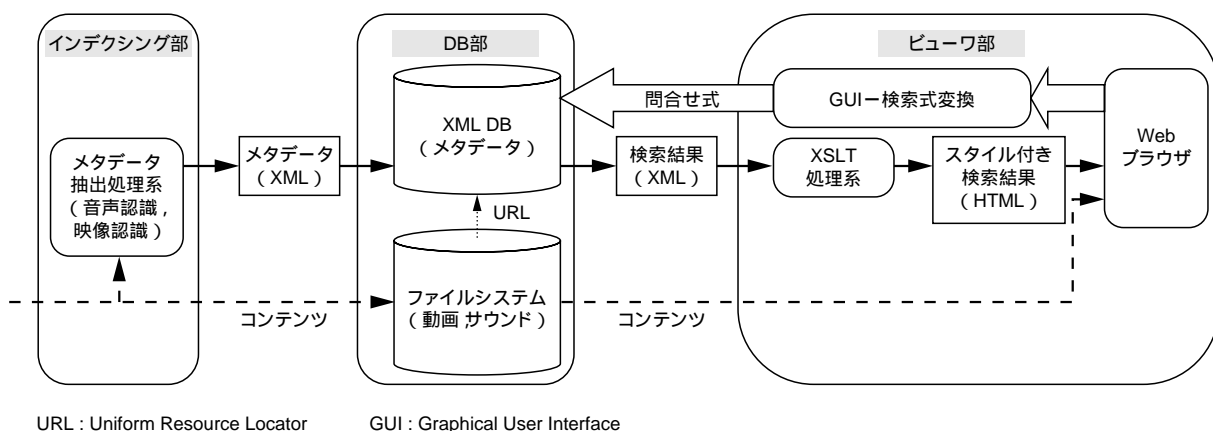 インデクシング部
DB部
ビューワ部
メタデータ
抽出処理系
（音声認識，
映像認識）
メタデータ
（XML）
XML DB
（メタデータ）
URL
ファイルシステム
（動画，サウンド）
コンテンツ
問合せ式
検索結果
（XML）
GUIー検索式変換
XSLT
処理系
スタイル付き
検索結果
（HTML）
Web
ブラウザ
コンテンツ
URL : Uniform Resource Locator
GUI : Graphical User Interface